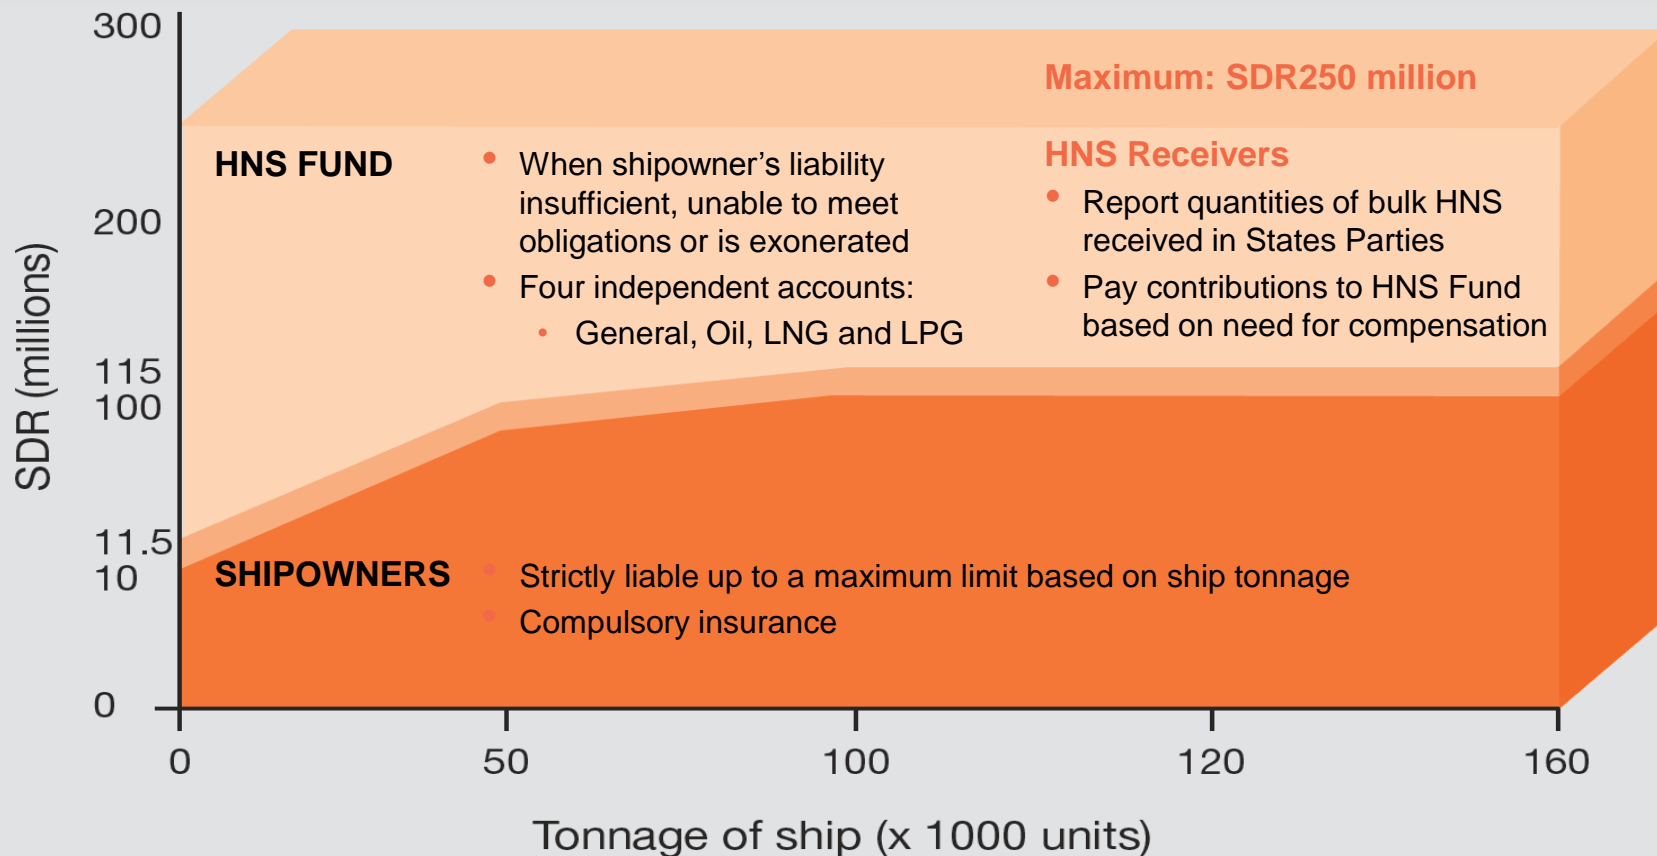 300
200
115
100
11.5
10
0
SDR (millions)
HNS FUND
• When shipowner’s liability
insufficient, unable to meet
obligations or is exonerated
• Four independent accounts:
• General, Oil, LNG and LPG
Maximum: SDR250 million
HNS Receivers
• Report quantities of bulk HNS
received in States Parties
• Pay contributions to HNS Fund
based on need for compensation
SHIPOWNERS
• Strictly liable up to a maximum limit based on ship tonnage
• Compulsory insurance
0 50 100 120 160
Tonnage of ship (x 1000 units)